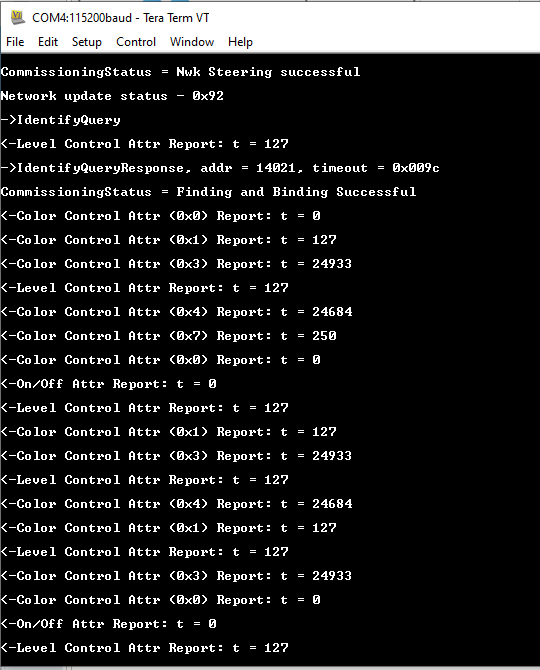 COM4:115200baud - Tera Term VT
File Edit Setup Control Window Help
CommissioningStatus = Nwk Steering successful
Network update status - 0x92
->IdentifyQuery
<-Level Control Attr Report: t = 127
->IdentifyQueryResponse, addr = 14021, timeout = 0x009c
CommissioningStatus = Finding and Binding Successful
<-Color Control Attr (0x0) Report: t = 0
<-Color Control Attr (0x1) Report: t = 127
<-Color Control Attr (0x3) Report: t = 24933
<-Level Control Attr Report: t = 127
<-Color Control Attr (0x4) Report: t = 24684
<-Color Control Attr (0x7) Report: t = 250
<-Color Control Attr (0x0) Report: t = 0
<-On/Off Attr Report: t = 0
<-Level Control Attr Report: t = 127
<-Color Control Attr (0x1) Report: t = 127
<-Color Control Attr (0x3) Report: t = 24933
<-Level Control Attr Report: t = 127
<-Color Control Attr (0x4) Report: t = 24684
<-Color Control Attr (0x1) Report: t = 127
<-Level Control Attr Report: t = 127
<-Color Control Attr (0x3) Report: t = 24933
<-Color Control Attr (0x0) Report: t = 0
<-On/Off Attr Report: t = 0
<-Level Control Attr Report: t = 127